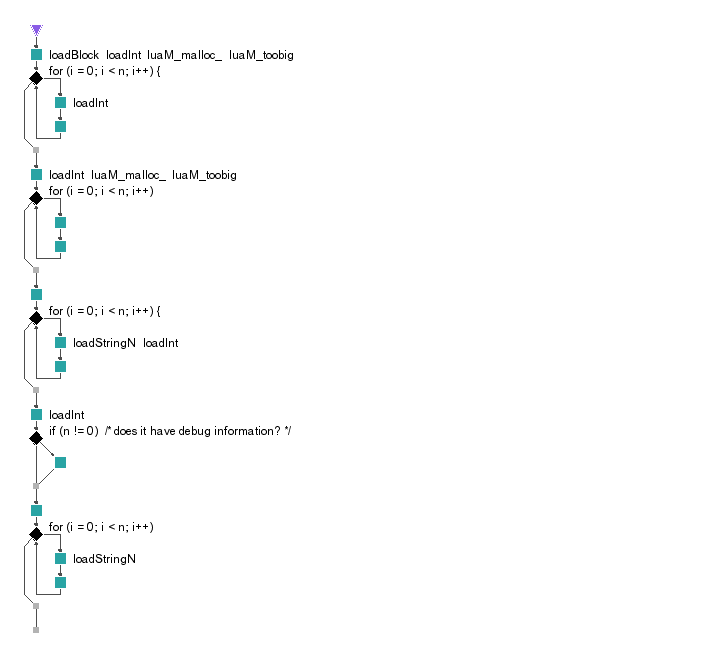 loadBlock loadInt luaM_malloc_ luaM_toobig
for (i = 0; i < n; i++) {
loadInt
loadInt luaM_malloc_ luaM_toobig
for (i = 0; i < n; i++)
for (i = 0; i < n; i++) {
loadStringN loadInt
loadInt
if (n != 0) /* does it have debug information? */
for (i = 0; i < n; i++)
loadStringN